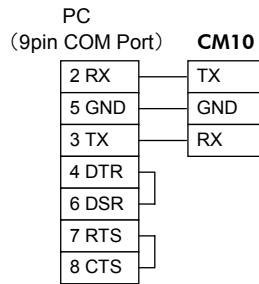 PC
（9pin COM Port） CM10
2 RX TX
5 GND GND
3 TX RX
4 DTR
6 DSR
7 RTS
8 CTS